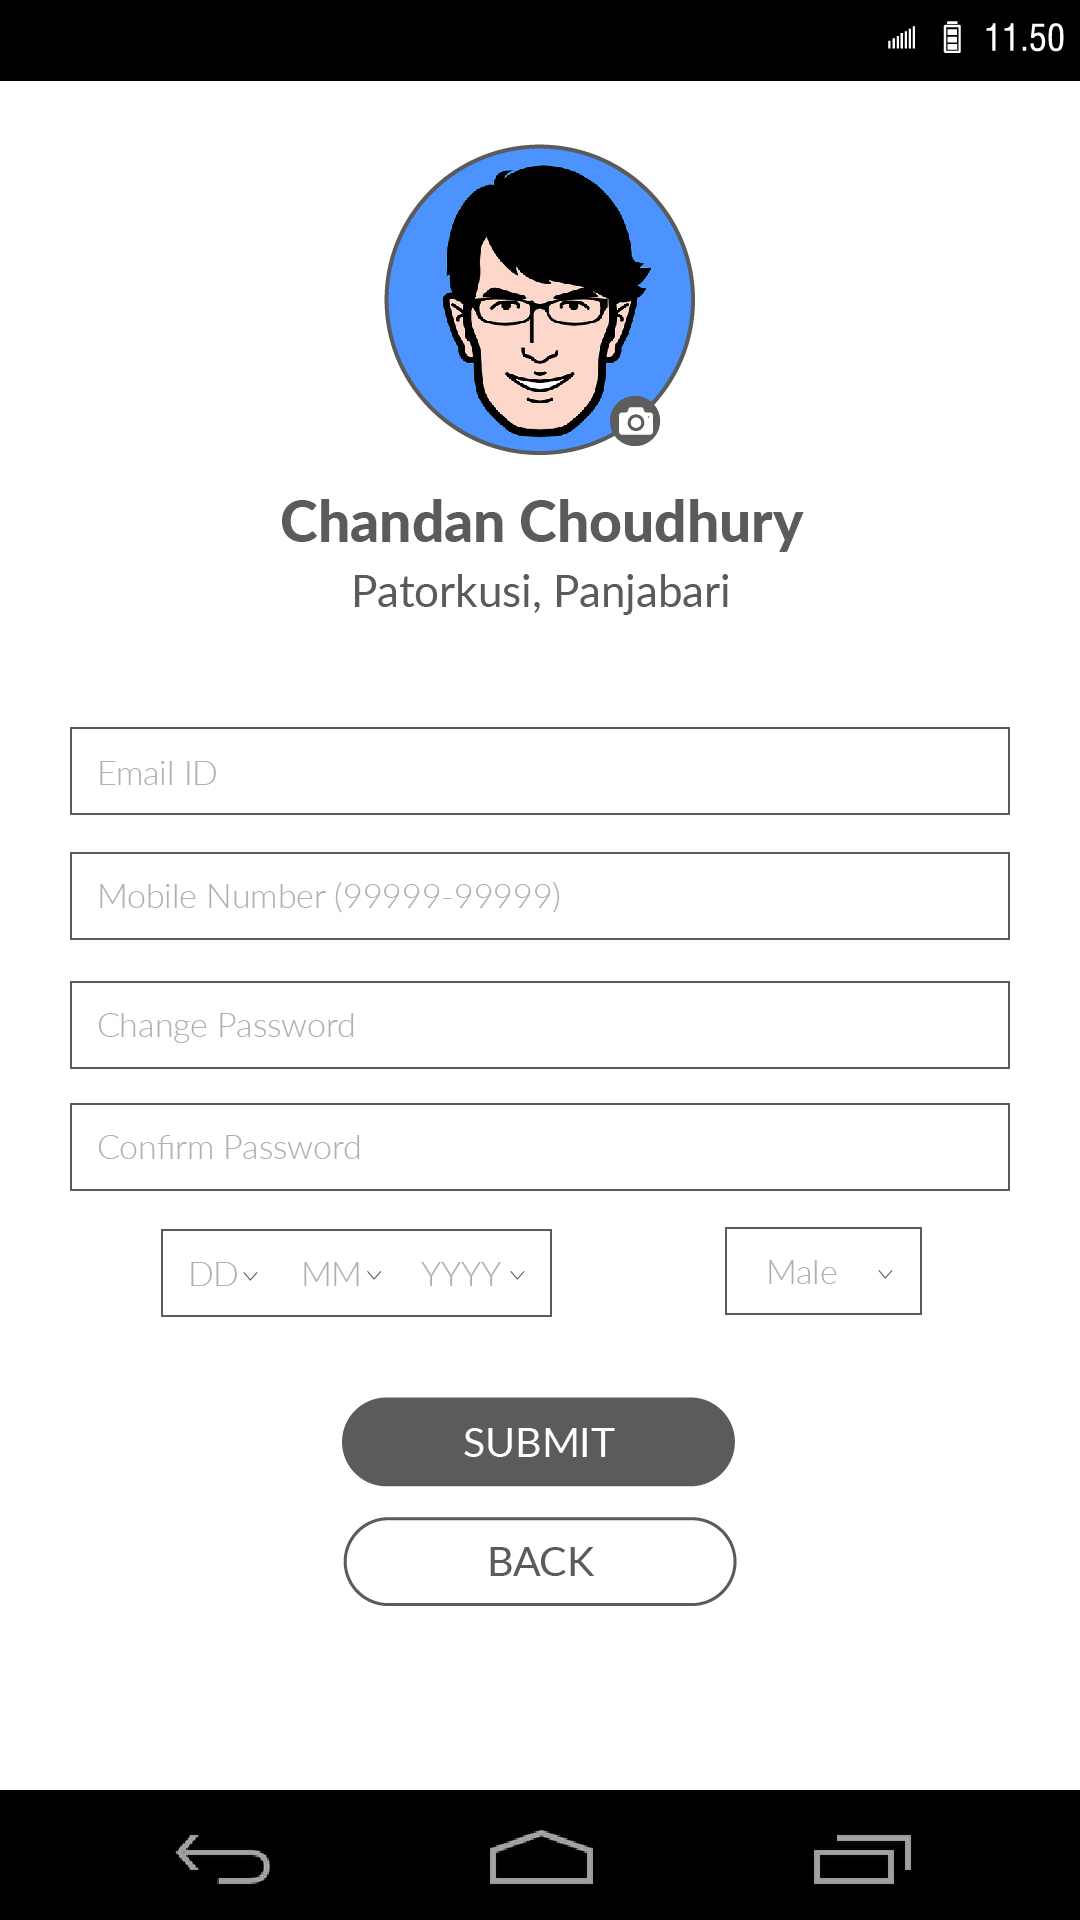 11.50
Chandan Choudhury
Patorkusi, Panjabari
Email ID
Mobile Number (99999-99999)
Change Password
Confirm Password
DD MM YYYY Male
SUBMIT
BACK